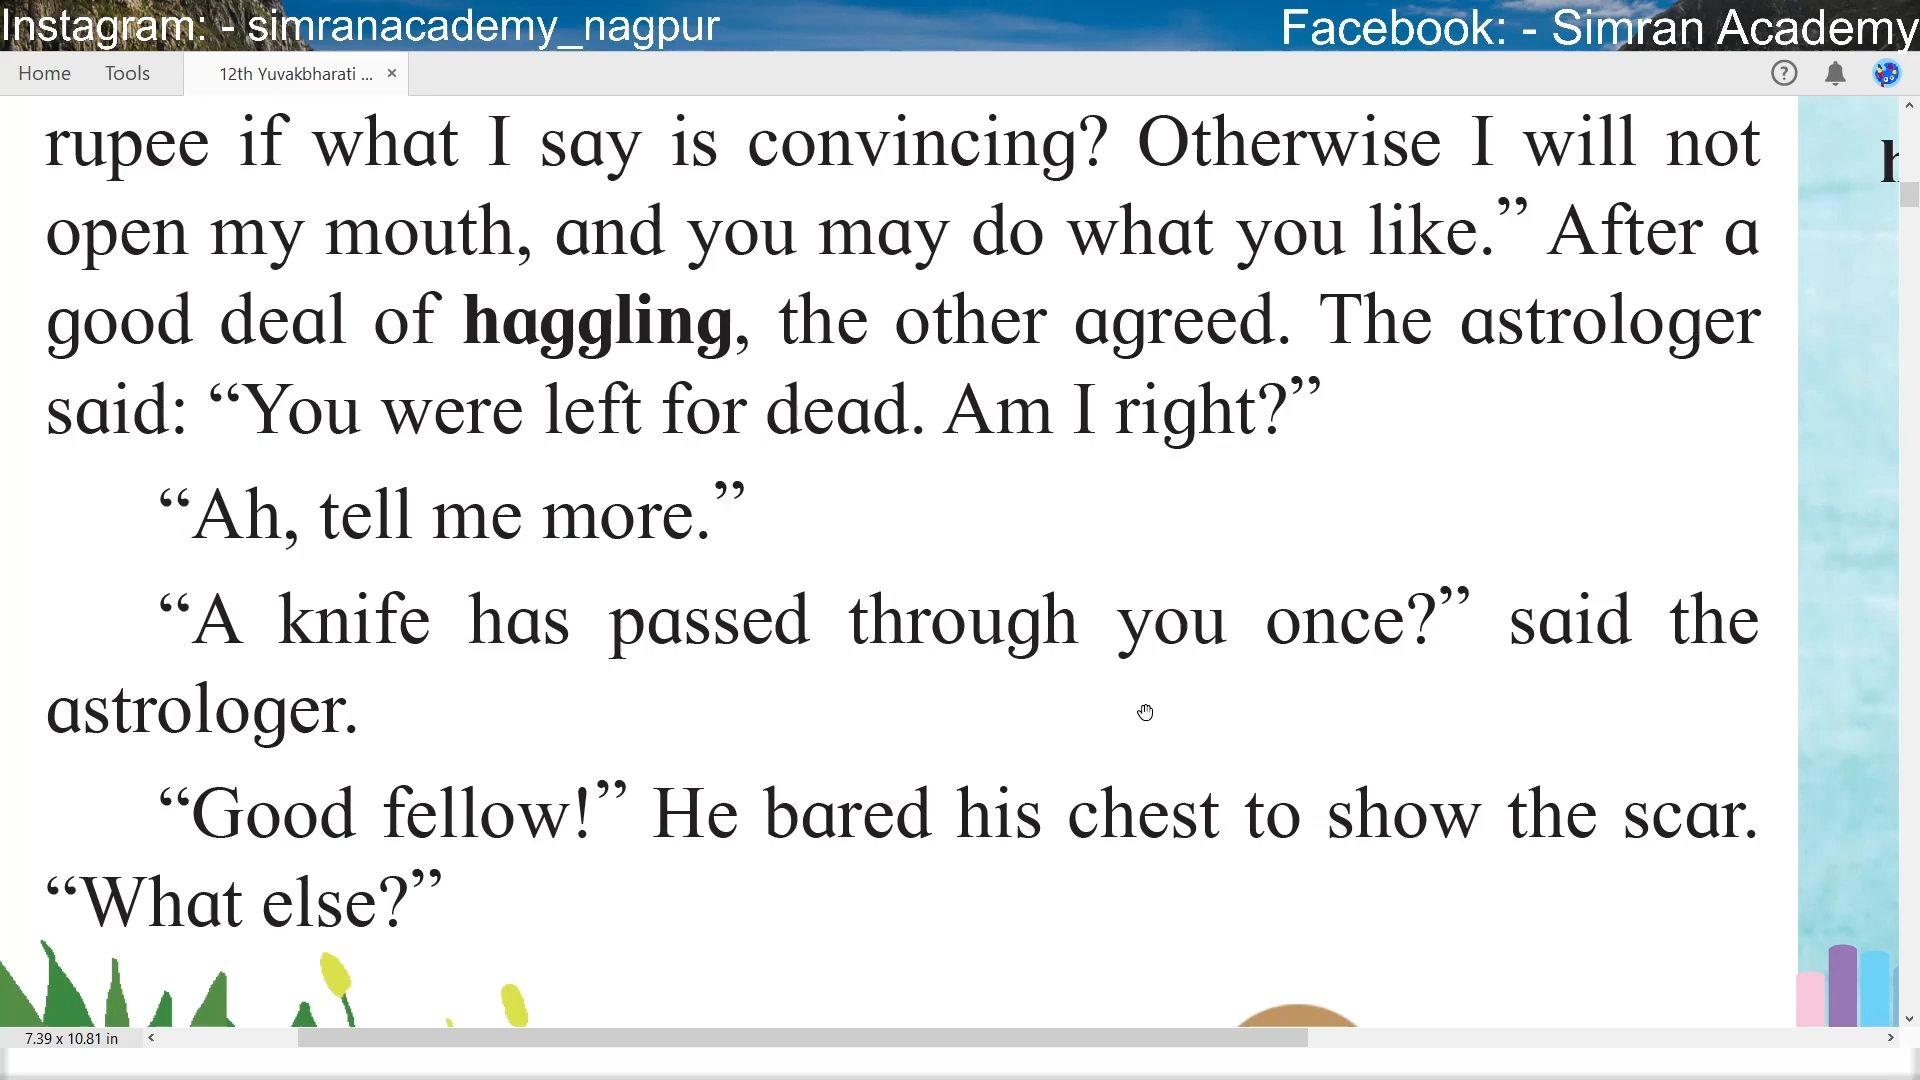 Instagram: - simranacademy_nagpur
Facebook: - Simran Academy
Home Tools 12th Yuvakbharati ... ×
rupee if what I say is convincing? Otherwise I will not
open my mouth, and you may do what you like.” After a
good deal of haggling, the other agreed. The astrologer
said: “You were left for dead. Am I right?”
“Ah, tell me more.”
“A knife has passed through you once?” said the
astrologer.
“Good fellow!” He bared his chest to show the scar.
“What else?”
7.39 x 10.81 in